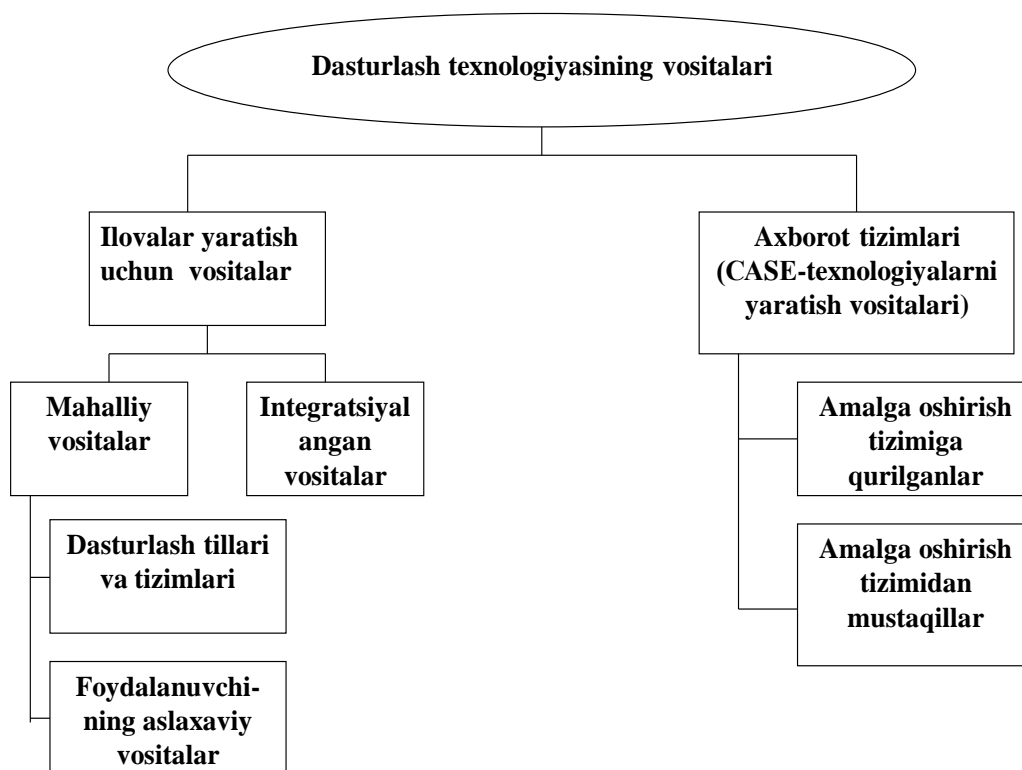 Dasturlash texnologiyasining vositalari
Ilovalar yaratish
uchun vositalar
Axborot tizimlari
(CASE-texnologiyalarni
yaratish vositalari)
Mahalliy
vositalar
Integratsiyal
angan
vositalar
Amalga oshirish
tizimiga
qurilganlar
Dasturlash tillari
va tizimlari
Amalga oshirish
tizimidan
mustaqillar
Foydalanuvchi-
ning aslaxaviy
vositalar